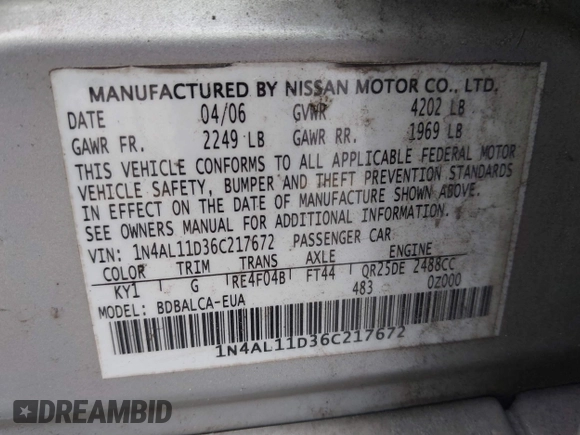 MANUFACTURED BY NISSAN MOTOR CO., LTD.
DATE 04/06 GVWR 4202 LB
GAWR FR. 2249 LB GAWR RR. 1969 LB
THIS VEHICLE CONFORMS TO ALL APPLICABLE FEDERAL MOTOR
VEHICLE SAFETY, BUMPER AND THEFT PREVENTION STANDARDS
IN EFFECT ON THE DATE OF MANUFACTURE SHOWN ABOVE.
SEE OWNERS MANUAL FOR ADDITIONAL INFORMATION.
VIN: 1N4AL11D36C217672 PASSENGER CAR
COLOR TRIM TRANS AXLE ENGINE
KY1 G RE4F04B FT44 QR25DE 2488CC
MODEL: BDBALCA-EUA 483 0Z000
1N4AL11D36C217672
DREAMBID